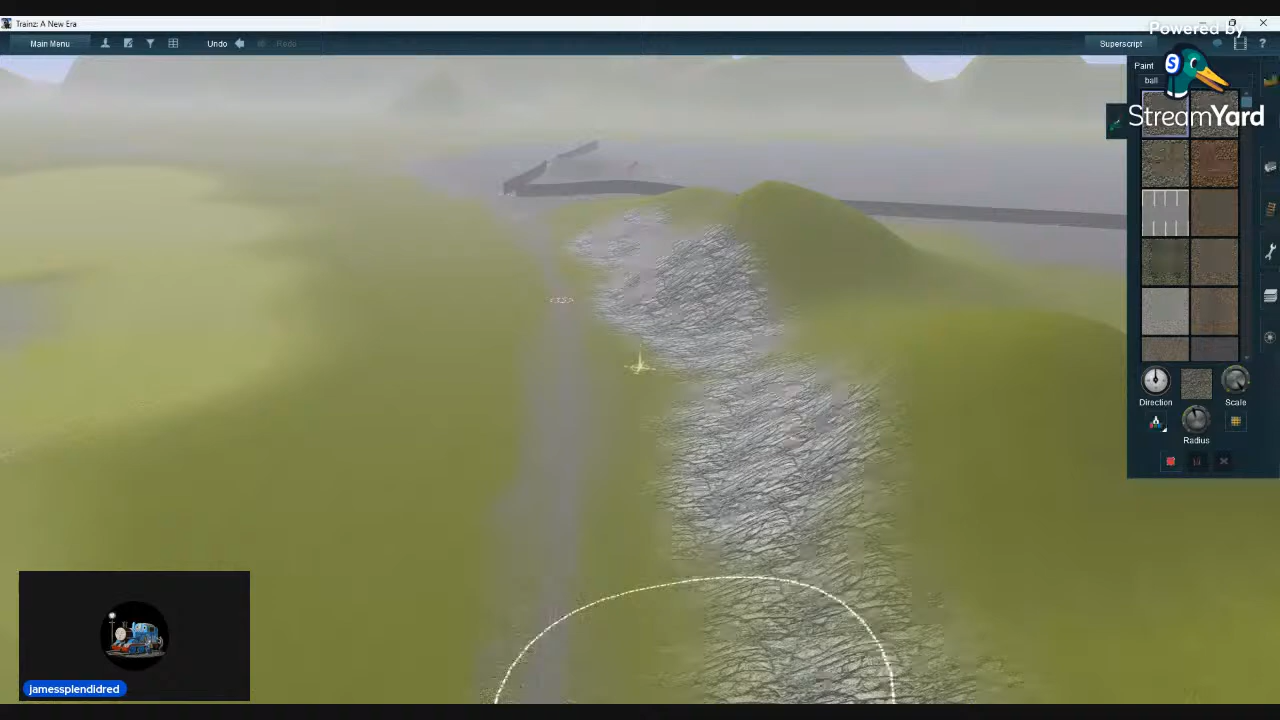 Trainz: A New Era
Powered by
Main Menu
Undo
Redo
Superscript
?
Paint
S
ball
StreamYard
Direction
Scale
Radius
jamessplendidred